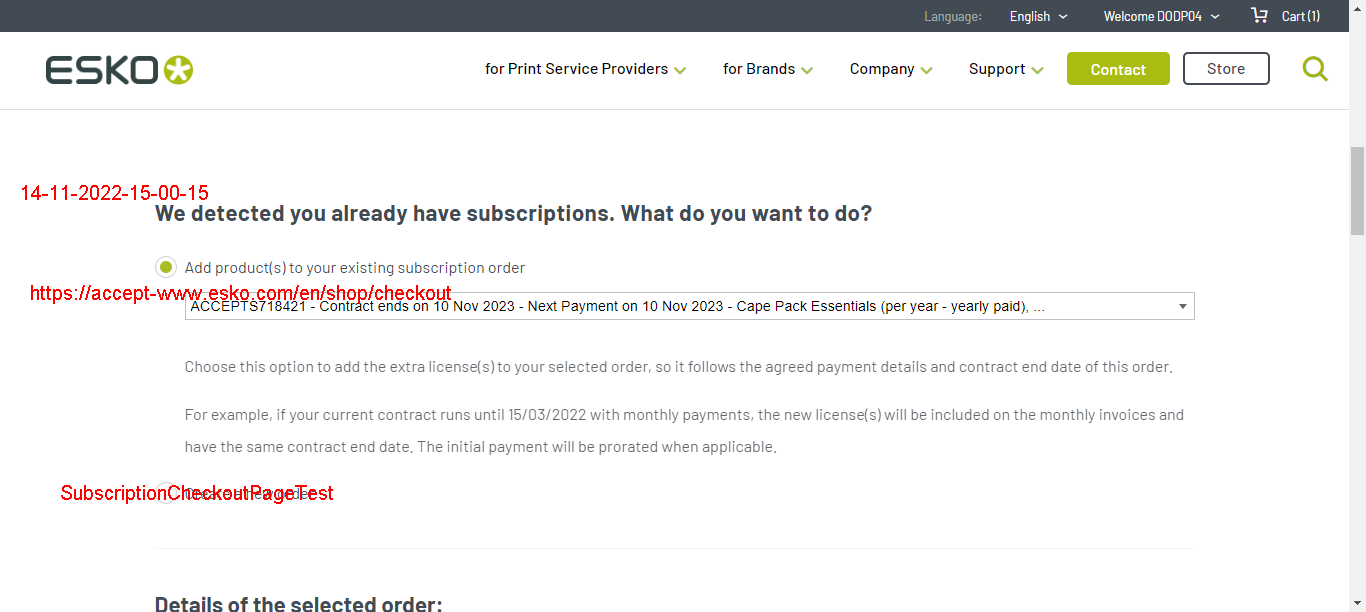 Language: English Welcome DODP04 Cart (1)
ESKO for Print Service Providers for Brands Company Support Contact Store
14-11-2022-15-00-15
We detected you already have subscriptions. What do you want to do?
Add product(s) to your existing subscription order
https://accept-www.esko.com/en/shop/checkout
ACCEPTS718421 - Contract ends on 10 Nov 2023 - Next Payment on 10 Nov 2023 - Cape Pack Essentials (per year - yearly paid), ...
Choose this option to add the extra license(s) to your selected order, so it follows the agreed payment details and contract end date of this order.
For example, if your current contract runs until 15/03/2022 with monthly payments, the new license(s) will be included on the monthly invoices and
have the same contract end date. The initial payment will be prorated when applicable.
SubscriptionCheckoutPageTest
Create a new order
Details of the selected order: